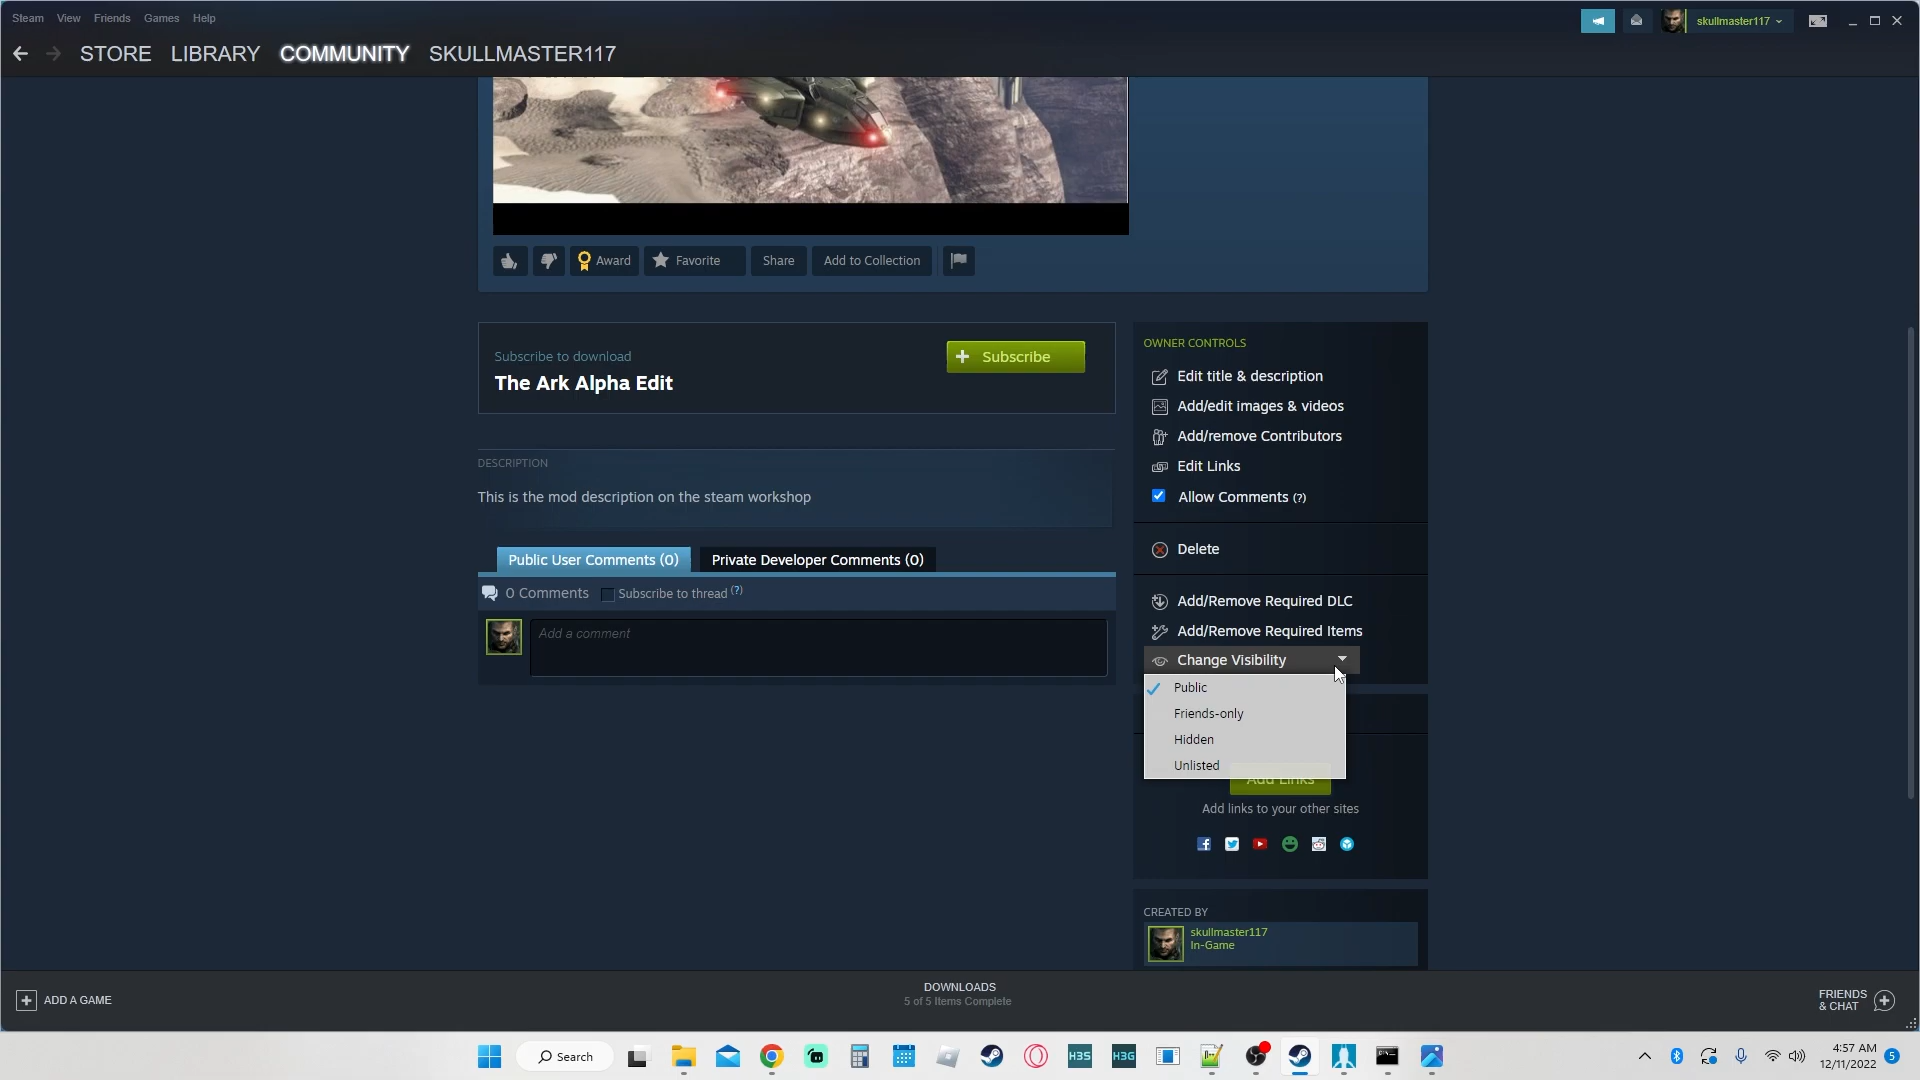 Steam View Friends Games Help
skullmaster117
STORE LIBRARY COMMUNITY SKULLMASTER117
Award
Favorite
Share
Add to Collection
Subscribe to download
The Ark Alpha Edit
Subscribe
DESCRIPTION
This is the mod description on the steam workshop
Public User Comments (0)
Private Developer Comments (0)
0 Comments
Subscribe to thread (?)
Add a comment
OWNER CONTROLS
Edit title & description
Add/edit images & videos
Add/remove Contributors
Edit Links
Allow Comments (?)
Delete
Add/Remove Required DLC
Add/Remove Required Items
Change Visibility
Public
Friends-only
Hidden
Unlisted
Add Links
Add links to your other sites
CREATED BY
skullmaster117
In-Game
ADD A GAME
DOWNLOADS
5 of 5 Items Complete
FRIENDS
& CHAT
Search
H3S
H3G
4:57 AM
12/11/2022
5